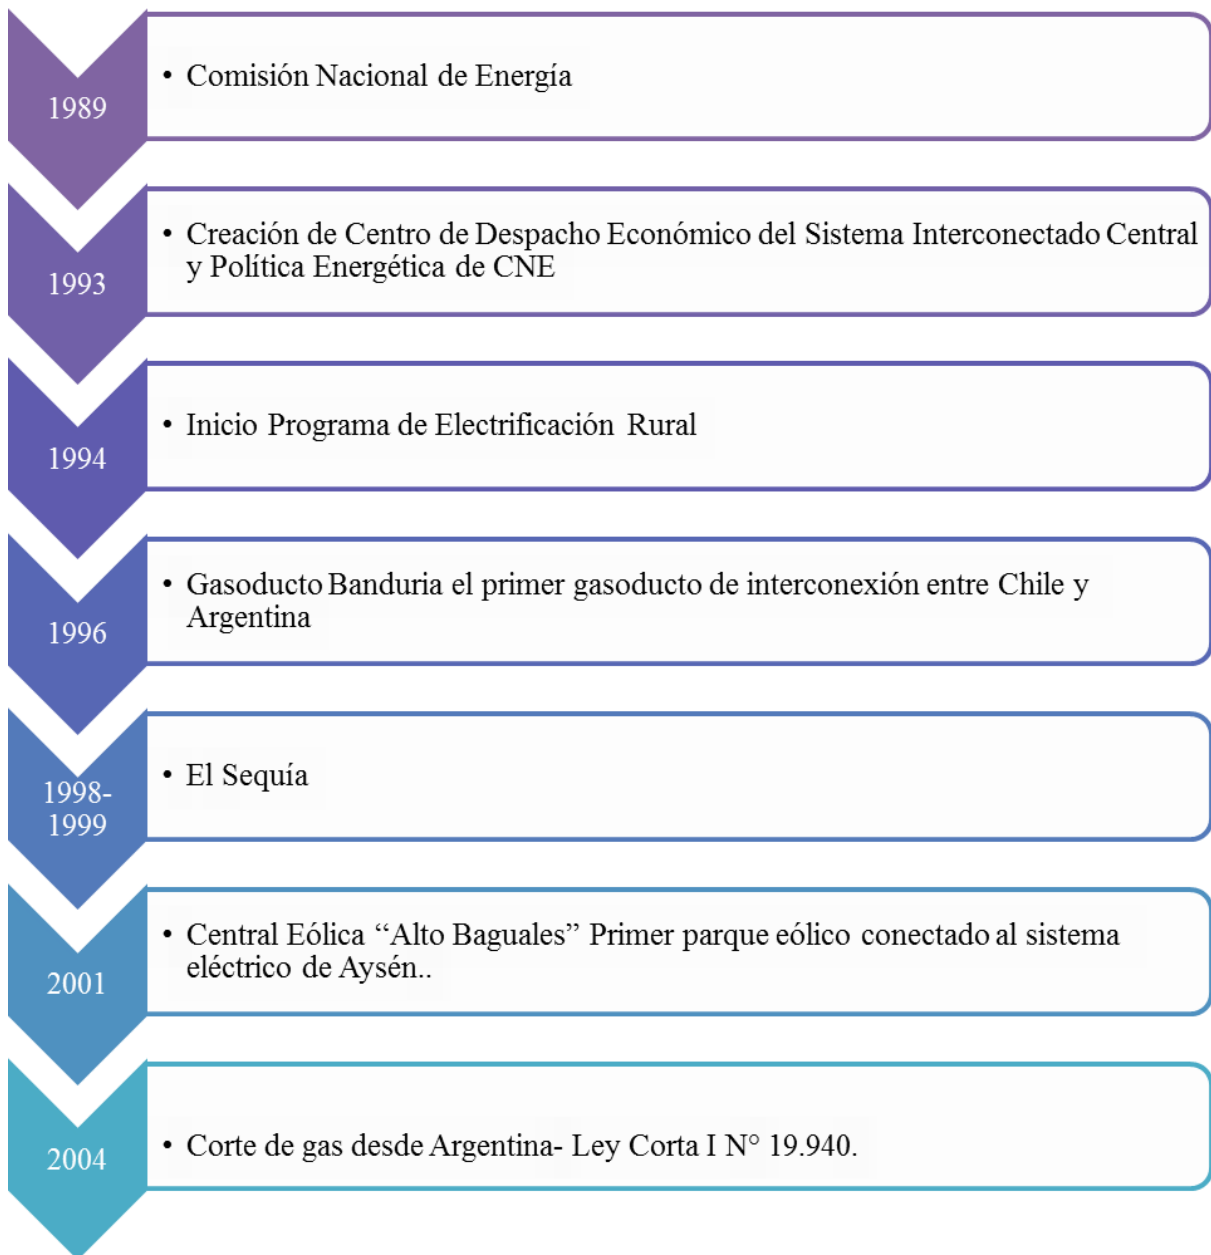 1989
• Comisión Nacional de Energía
1993
• Creación de Centro de Despacho Económico del Sistema Interconectado Central
y Política Energética de CNE
1994
• Inicio Programa de Electrificación Rural
1996
• Gasoducto Banduria el primer gasoducto de interconexión entre Chile y
Argentina
1998-
1999
• El Sequía
2001
• Central Eólica “Alto Baguales” Primer parque eólico conectado al sistema
eléctrico de Aysén..
2004
• Corte de gas desde Argentina- Ley Corta I N° 19.940.